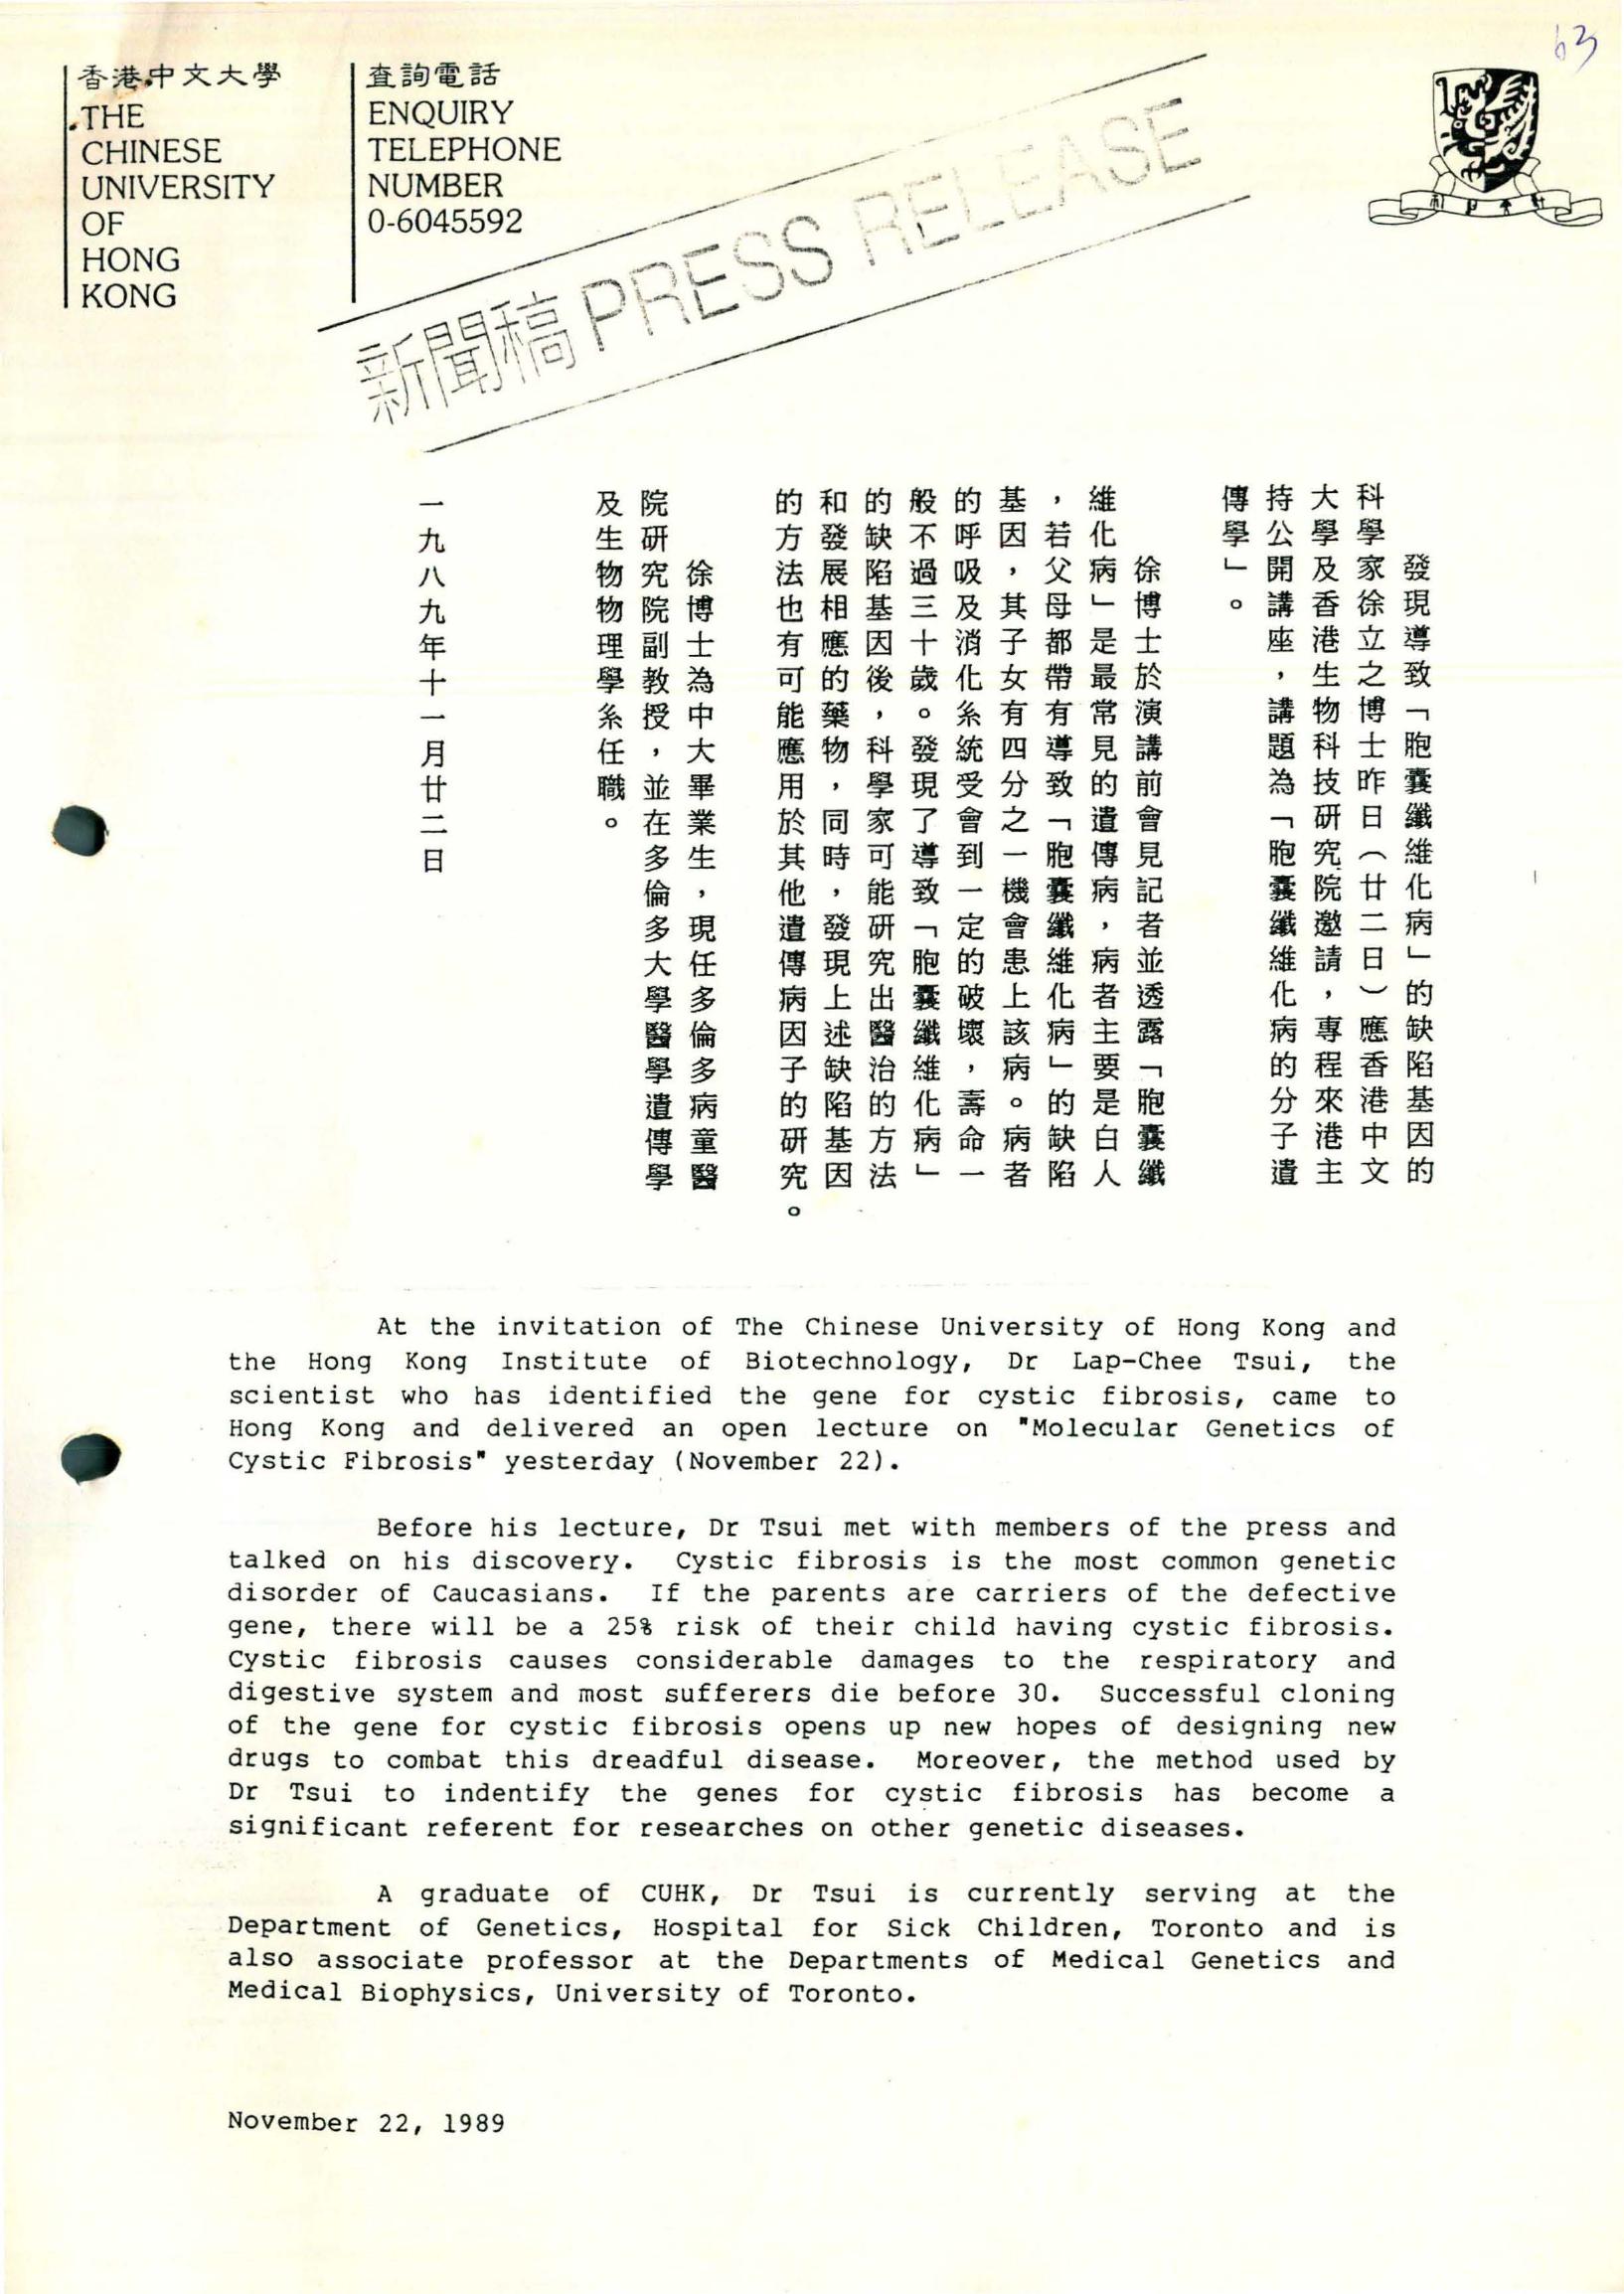 63
香港中文大學
THE
CHINESE
UNIVERSITY
OF
HONG
KONG
查詢電話
ENQUIRY
TELEPHONE
NUMBER
0-6045592
新聞稿 PRESS RELEASE
發現導致「胞囊纖維化病」的缺陷基因的
科學家徐立之博士昨日(廿二日)應香港中文
大學及香港生物科技研究院邀請,專程來港主
持公開講座,講題為「胞囊纖維化病的分子遺
傳學」。
徐博士於演講前會見記者並透露「胞囊纖
維化病」是最常見的遺傳病,病者主要是白人
,若父母都帶有導致「胞囊纖維化病」的缺陷
基因,其子女有四分之一機會患上該病。病者
的呼吸及消化系統受會到一定的破壞,壽命一
般不過三十歲。發現了導致「胞囊纖維化病」
的缺陷基因後,科學家可能研究出醫治的方法
和發展相應的藥物,同時,發現上述缺陷基因
的方法也有可能應用於其他遺傳病因子的研究。
徐博士為中大畢業生,現任多倫多病童醫
院研究院副教授,並在多倫多大學醫學遺傳學
及生物物理學系任職。
一九八九年十一月廿二日
At the invitation of The Chinese University of Hong Kong and
the Hong Kong Institute of Biotechnology, Dr Lap-Chee Tsui, the
scientist who has identified the gene for cystic fibrosis, came to
Hong Kong and delivered an open lecture on "Molecular Genetics of
Cystic Fibrosis" yesterday (November 22).
Before his lecture, Dr Tsui met with members of the press and
talked on his discovery. Cystic fibrosis is the most common genetic
disorder of Caucasians. If the parents are carriers of the defective
gene, there will be a 25% risk of their child having cystic fibrosis.
Cystic fibrosis causes considerable damages to the respiratory and
digestive system and most sufferers die before 30. Successful cloning
of the gene for cystic fibrosis opens up new hopes of designing new
drugs to combat this dreadful disease. Moreover, the method used by
Dr Tsui to indentify the genes for cystic fibrosis has become a
significant referent for researches on other genetic diseases.
A graduate of CUHK, Dr Tsui is currently serving at the
Department of Genetics, Hospital for Sick Children, Toronto and is
also associate professor at the Departments of Medical Genetics and
Medical Biophysics, University of Toronto.
November 22, 1989